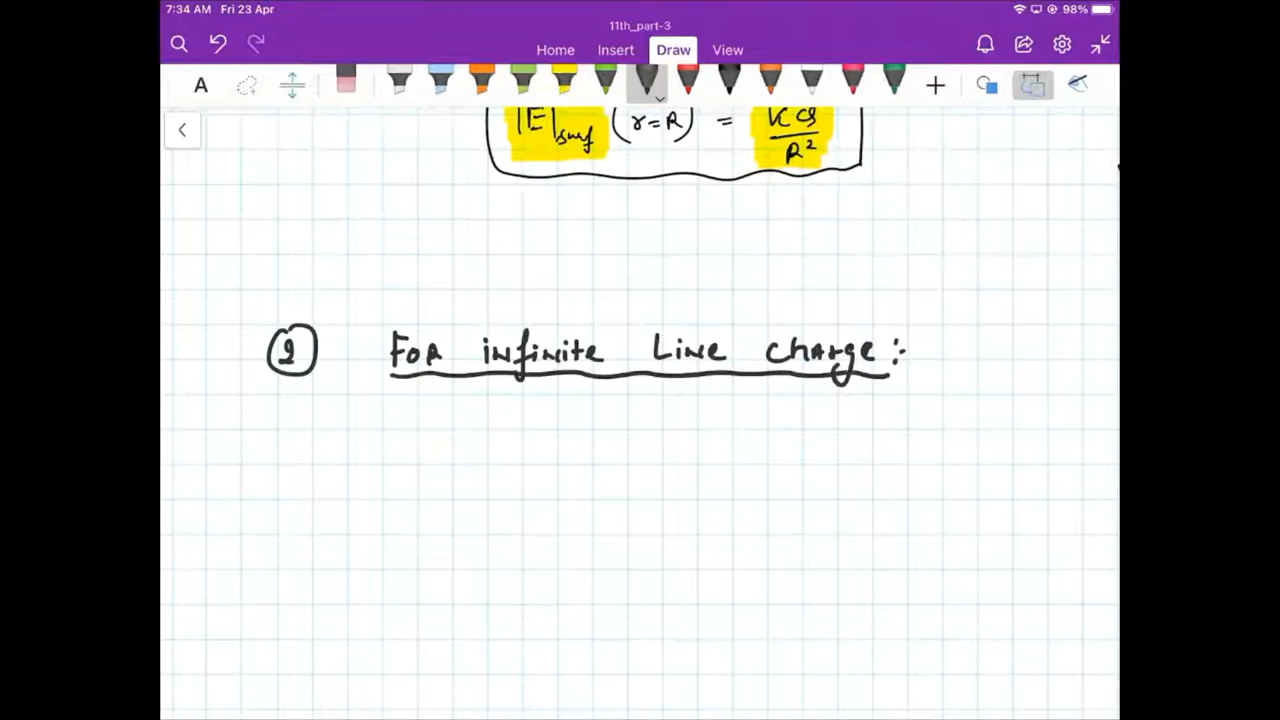 7:34 AM Fri 23 Apr
98%
11th_part-3
Home Insert Draw View
A
|E|surf (r=R) = KQ/R²
② For infinite Line charge :-